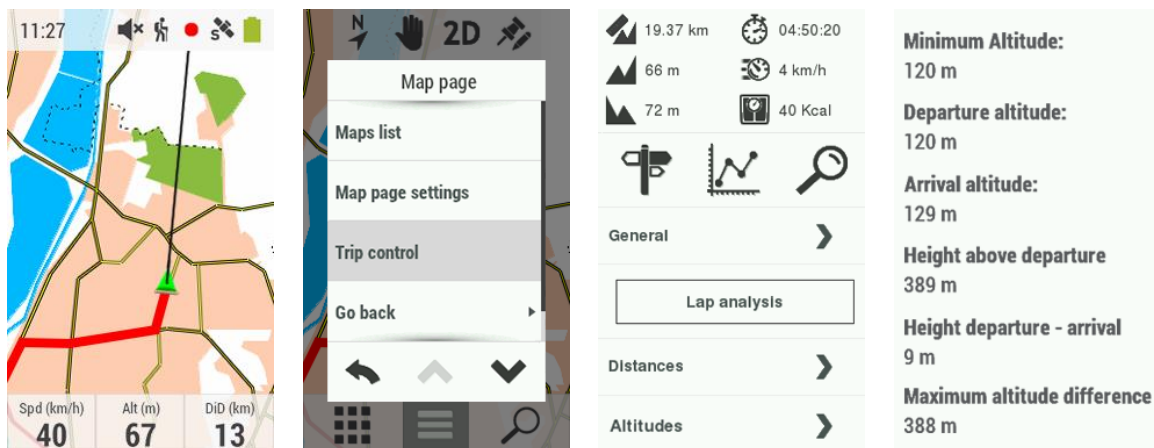 11:27
Spd (km/h)
Alt (m)
DiD (km)
40
67
13
2D
Map page
Maps list
Map page settings
Trip control
Go back
19.37 km
04:50:20
66 m
4 km/h
72 m
40 Kcal
General
Lap analysis
Distances
Altitudes
Minimum Altitude:
120 m
Departure altitude:
120 m
Arrival altitude:
129 m
Height above departure
389 m
Height departure - arrival
9 m
Maximum altitude difference
388 m